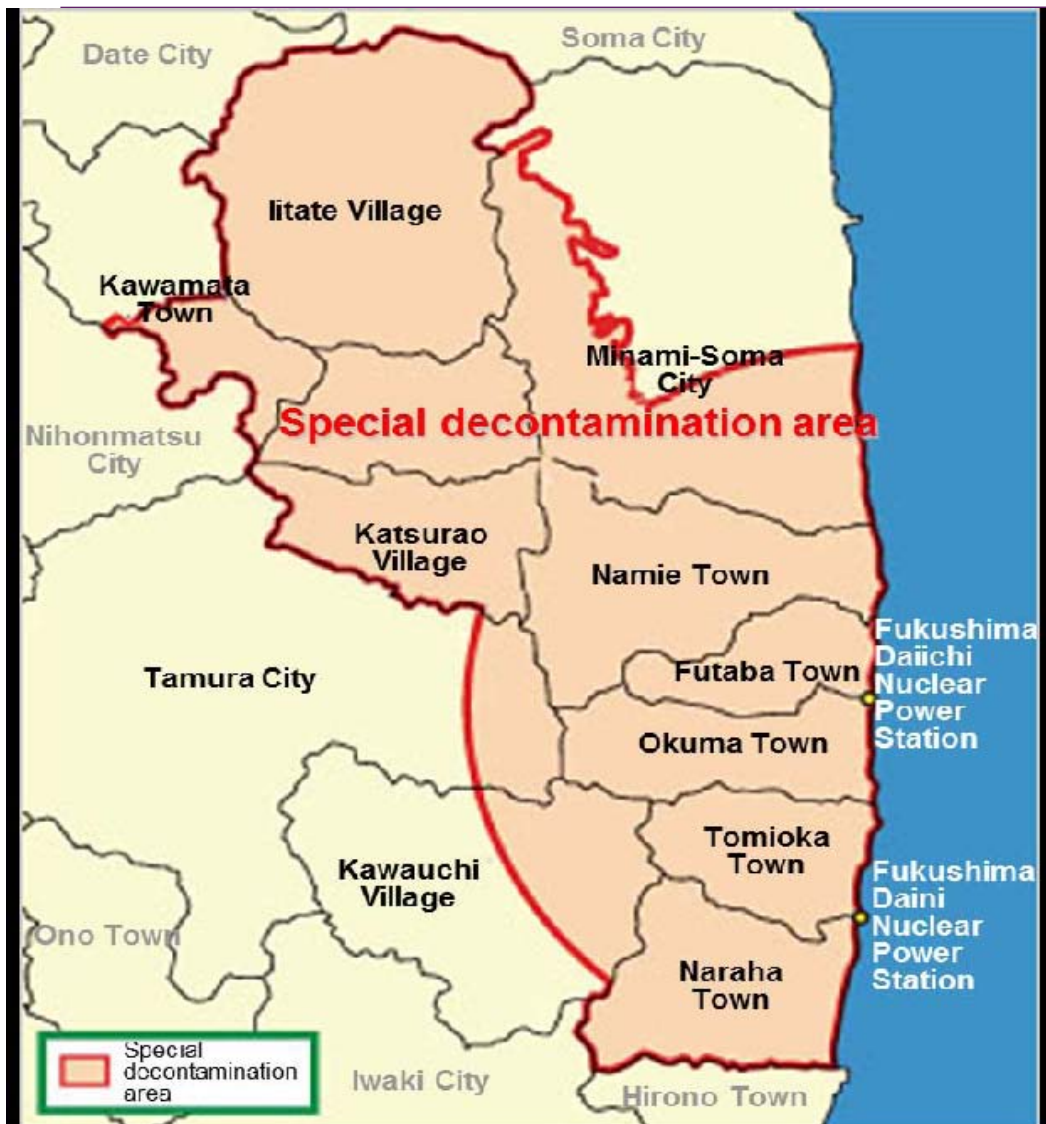 Date City
Soma City
Iitate Village
Kawamata
Town
Minami-Soma
City
Special decontamination area
Nihonmatsu
City
Katsurao
Village
Namie Town
Fukushima
Daiichi
Nuclear
Power
Station
Futaba Town
Tamura City
Okuma Town
Tomioka
Town
Kawauchi
Village
Fukushima
Daini
Nuclear
Power
Station
Ono Town
Naraha
Town
Special
decontamination
area
Iwaki City
Hirono Town